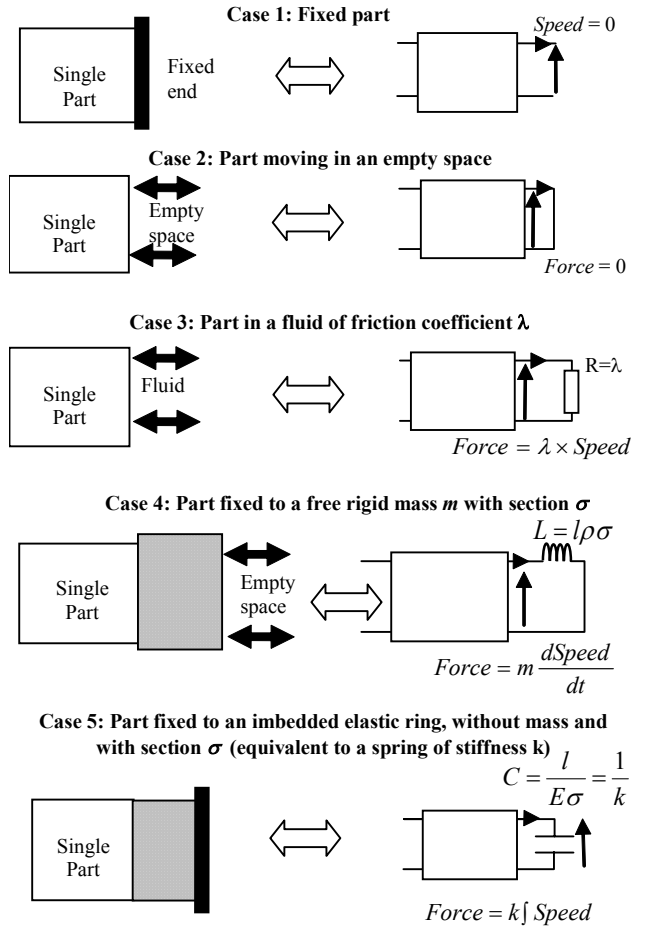 Case 1: Fixed part
Single
Part
Fixed
end
Speed = 0
Case 2: Part moving in an empty space
Single
Part
Empty
space
Force = 0
Case 3: Part in a fluid of friction coefficient λ
Single
Part
Fluid
R=λ
Force = λ × Speed
Case 4: Part fixed to a free rigid mass m with section σ
Single
Part
Empty
space
L = lρσ
Force = m dSpeed/dt
Case 5: Part fixed to an imbedded elastic ring, without mass and
with section σ (equivalent to a spring of stiffness k)
Single
Part
C = l/Eσ = 1/k
Force = k∫ Speed